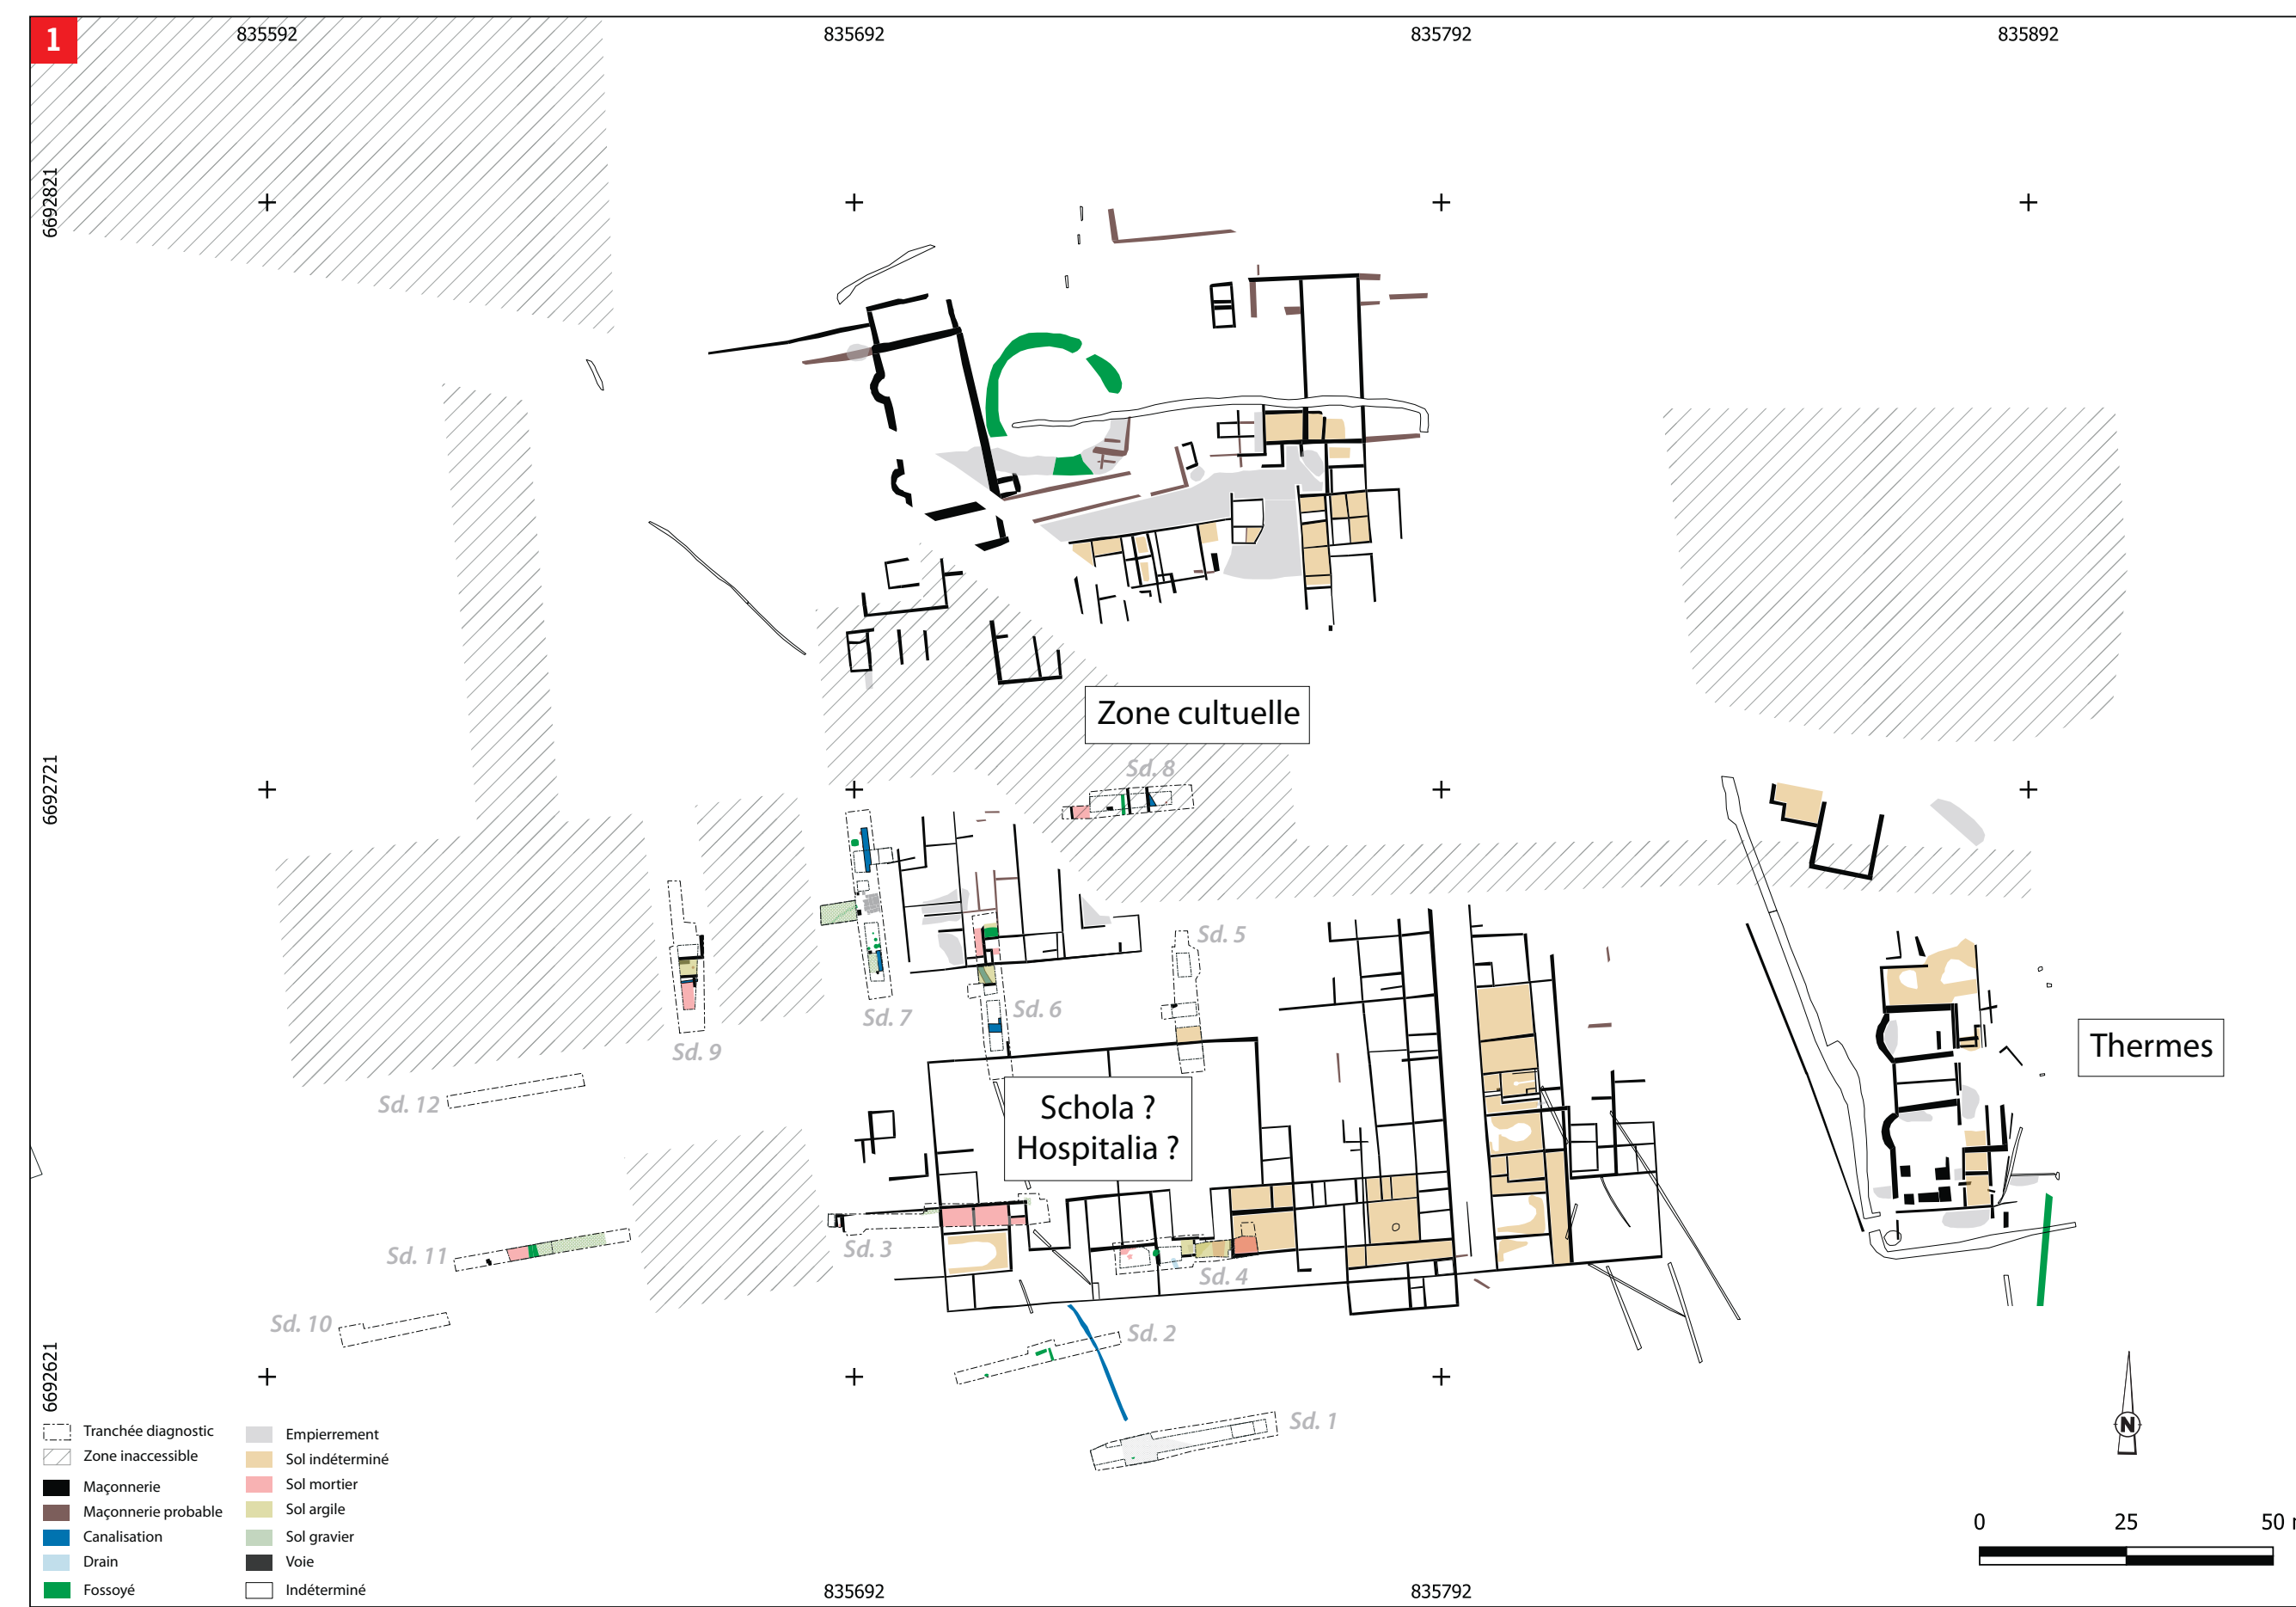 1
835592
835692
835792
835892
6692821
Zone cultuelle
6692721
Sd. 8
Sd. 5
Sd. 7
Sd. 6
Sd. 9
Thermes
Sd. 12
Schola ?
Hospitalia ?
Sd. 3
Sd. 11
Sd. 4
Sd. 10
Sd. 2
6692621
Sd. 1
Tranchée diagnostic
Zone inaccessible
Maçonnerie
Maçonnerie probable
Canalisation
Drain
Fossoyé
Empierrement
Sol indéterminé
Sol mortier
Sol argile
Sol gravier
Voie
Indéterminé
N
0
25
50
835692
835792